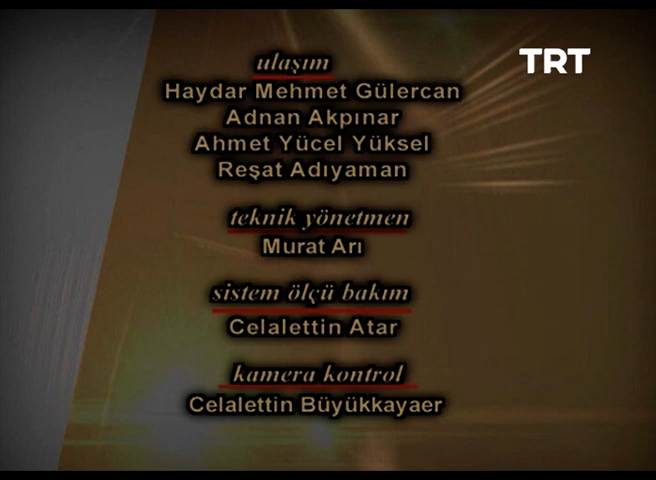 TRT
ulaşım
Haydar Mehmet Gülercan
Adnan Akpınar
Ahmet Yücel Yüksel
Reşat Adıyaman
teknik yönetmen
Murat Arı
sistem ölçü bakım
Celalettin Atar
kamera kontrol
Celalettin Büyükkayaer